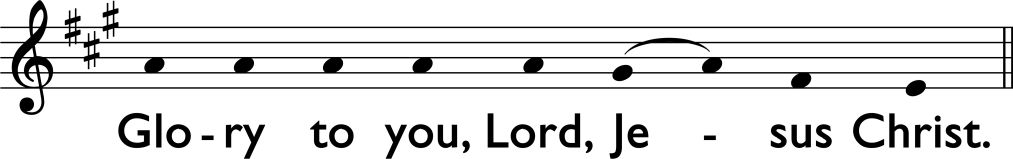 Glo - ry to you, Lord, Je - sus Christ.